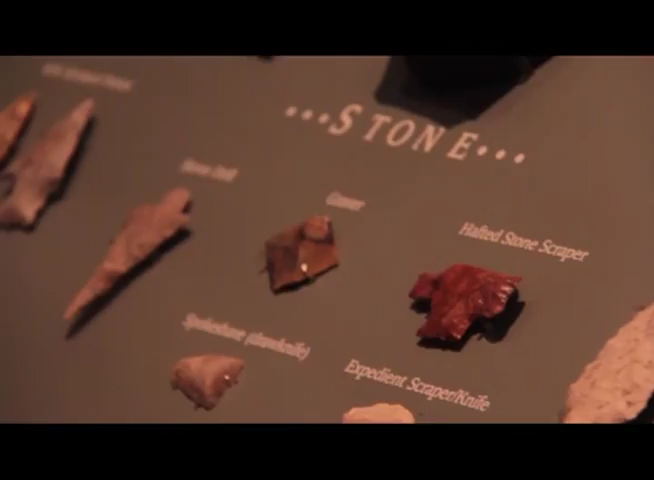 ...STONE...
Stone Drill
Graver
Hafted Stone Scraper
Spokeshave (drawknife)
Expedient Scraper/Knife